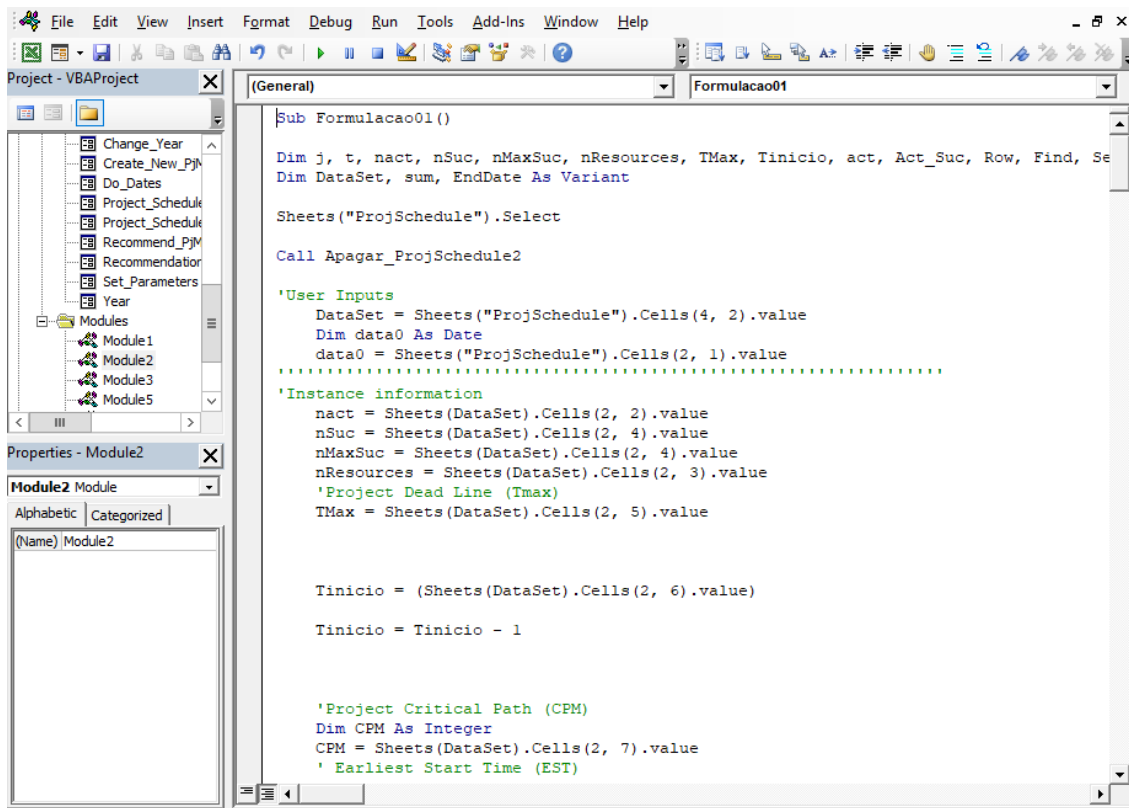 File Edit View Insert Format Debug Run Tools Add-Ins Window Help
Project - VBAProject
Change_Year
Create_New_PjM
Do_Dates
Project_Schedule
Project_Schedule
Recommend_PjM
Recommendation
Set_Parameters
Year
Modules
Module1
Module2
Module3
Module5
Properties - Module2
Module2 Module
Alphabetic Categorized
(Name) Module2
(General) Formulacao01
Sub Formulacao01()
Dim j, t, nact, nSuc, nMaxSuc, nResources, TMax, Tinicio, act, Act_Suc, Row, Find, Se
Dim DataSet, sum, EndDate As Variant
Sheets("ProjSchedule").Select
Call Apagar_ProjSchedule2
'User Inputs
DataSet = Sheets("ProjSchedule").Cells(4, 2).value
Dim data0 As Date
data0 = Sheets("ProjSchedule").Cells(2, 1).value
''''''''''''''''''''''''''''''''''''''''''''''''''''''''''''''''''''
'Instance information
nact = Sheets(DataSet).Cells(2, 2).value
nSuc = Sheets(DataSet).Cells(2, 4).value
nMaxSuc = Sheets(DataSet).Cells(2, 4).value
nResources = Sheets(DataSet).Cells(2, 3).value
'Project Dead Line (Tmax)
TMax = Sheets(DataSet).Cells(2, 5).value
Tinicio = (Sheets(DataSet).Cells(2, 6).value)
Tinicio = Tinicio - 1
'Project Critical Path (CPM)
Dim CPM As Integer
CPM = Sheets(DataSet).Cells(2, 7).value
' Earliest Start Time (EST)